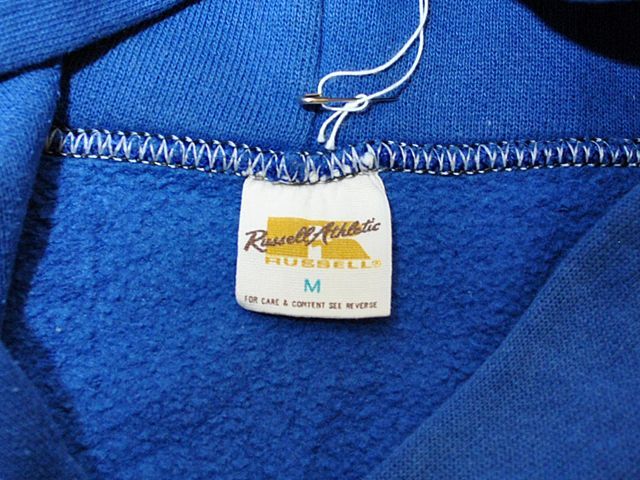 Russell Athletic
RUSSELL®
M
FOR CARE & CONTENT SEE REVERSE